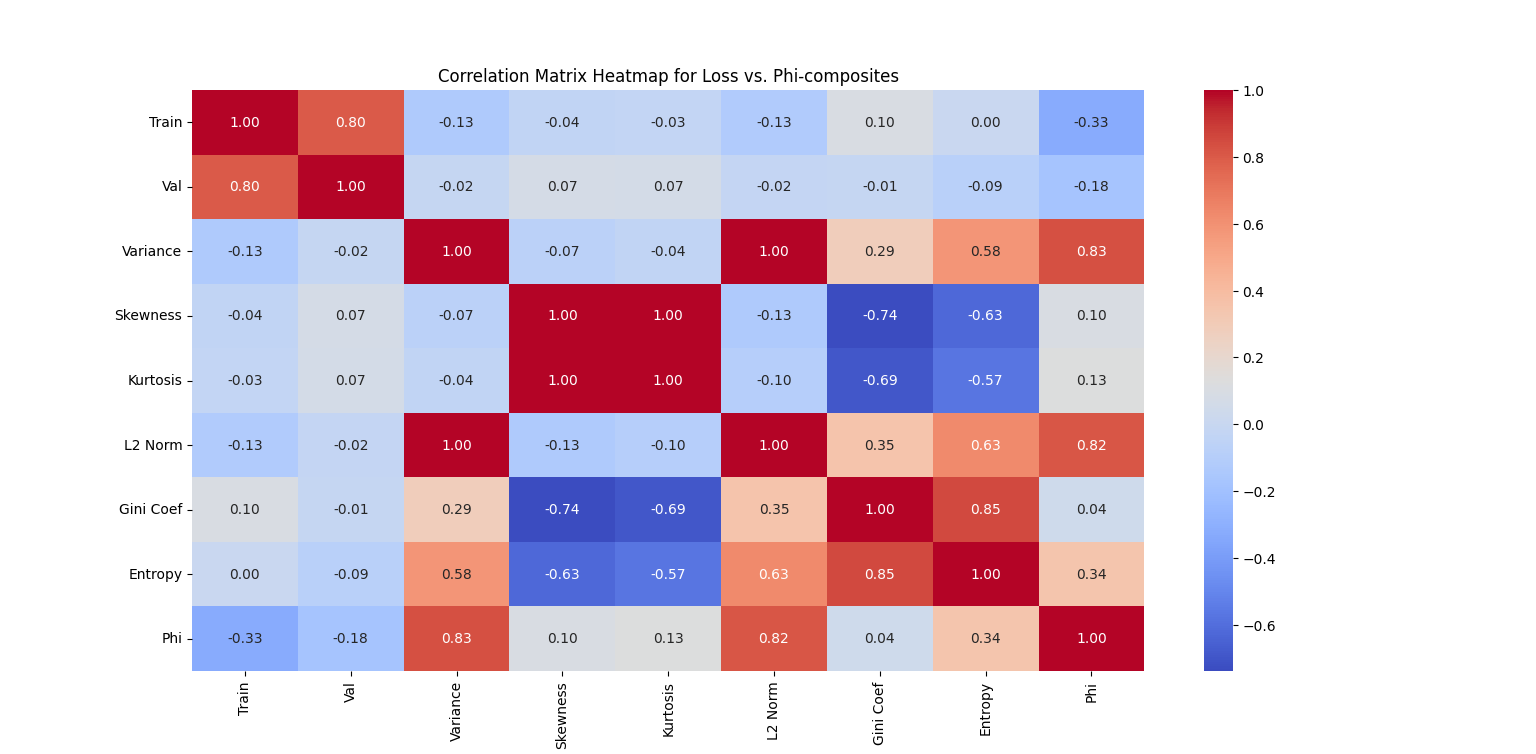 Correlation Matrix Heatmap for Loss vs. Phi-composites
Train 1.00 0.80 -0.13 -0.04 -0.03 -0.13 0.10 0.00 -0.33
Val 0.80 1.00 -0.02 0.07 0.07 -0.02 -0.01 -0.09 -0.18
Variance -0.13 -0.02 1.00 -0.07 -0.04 1.00 0.29 0.58 0.83
Skewness -0.04 0.07 -0.07 1.00 1.00 -0.13 -0.74 -0.63 0.10
Kurtosis -0.03 0.07 -0.04 1.00 1.00 -0.10 -0.69 -0.57 0.13
L2 Norm -0.13 -0.02 1.00 -0.13 -0.10 1.00 0.35 0.63 0.82
Gini Coef 0.10 -0.01 0.29 -0.74 -0.69 0.35 1.00 0.85 0.04
Entropy 0.00 -0.09 0.58 -0.63 -0.57 0.63 0.85 1.00 0.34
Phi -0.33 -0.18 0.83 0.10 0.13 0.82 0.04 0.34 1.00
Train Val Variance Skewness Kurtosis L2 Norm Gini Coef Entropy Phi
1.0
0.8
0.6
0.4
0.2
0.0
−0.2
−0.4
−0.6